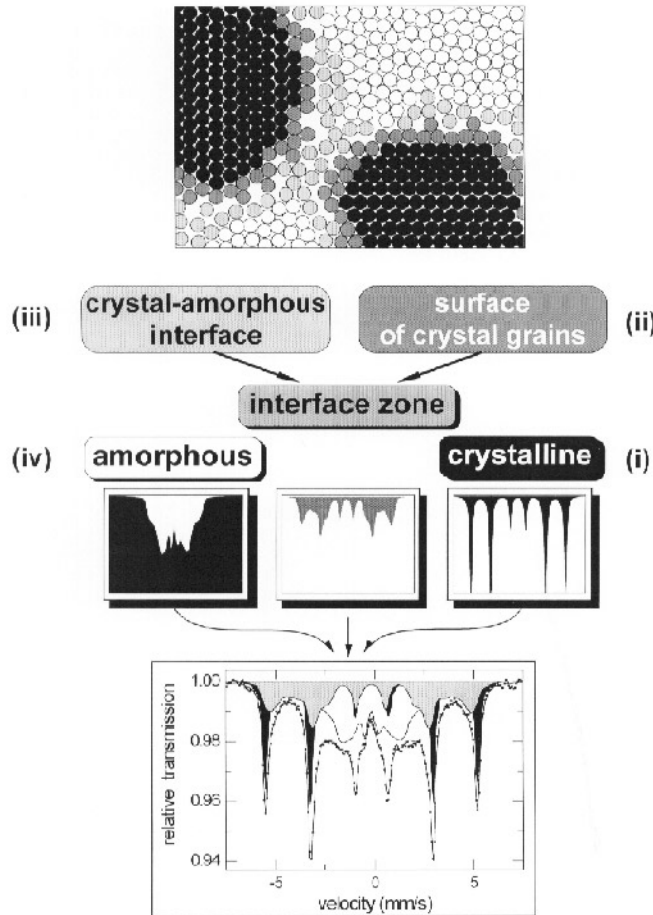 (iii)
crystal-amorphous
interface
surface
of crystal grains
(ii)
interface zone
(iv)
amorphous
crystalline
(i)
relative transmission
1.00
0.98
0.96
0.94
-5
0
5
velocity (mm/s)